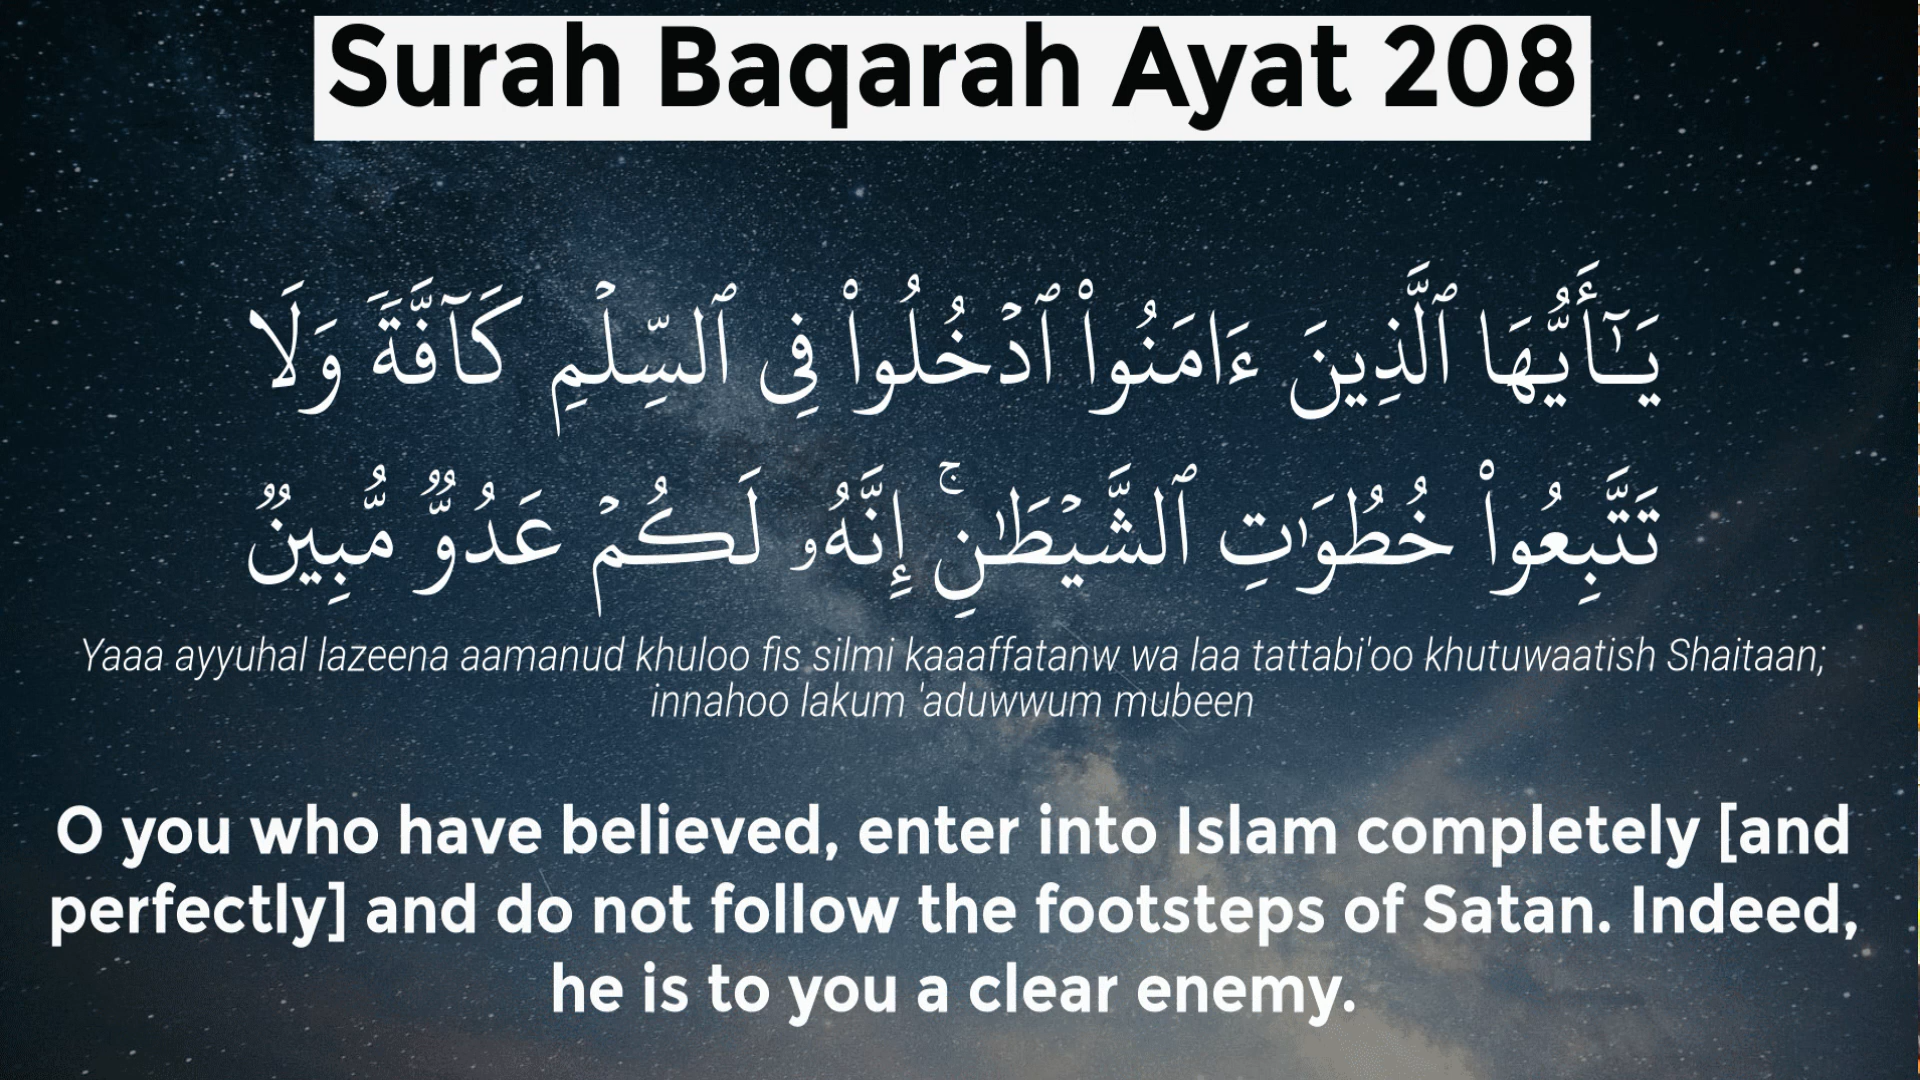 Surah Baqarah Ayat 208
يَـٰٓأَيُّهَا ٱلَّذِينَ ءَامَنُوا۟ ٱدْخُلُوا۟ فِى ٱلسِّلْمِ كَآفَّةً وَلَا
تَتَّبِعُوا۟ خُطُوَٰتِ ٱلشَّيْطَـٰنِ ۚ إِنَّهُۥ لَكُمْ عَدُوٌّ مُّبِينٌ
Yaaa ayyuhal lazeena aamanud khuloo fis silmi kaaaffatanw wa laa tattabi'oo khutuwaatish Shaitaan;
innahoo lakum 'aduwwum mubeen
O you who have believed, enter into Islam completely [and
perfectly] and do not follow the footsteps of Satan. Indeed,
he is to you a clear enemy.